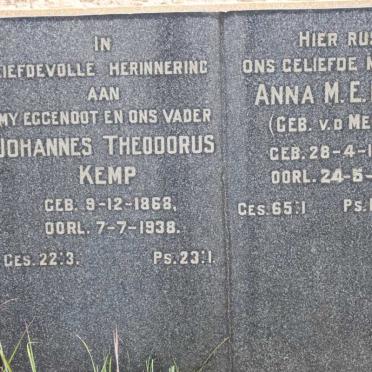 IN
LIEFDEVOLLE HERINNERING
AAN
MY EGGENOOT EN ONS VADER
JOHANNES THEODORUS
KEMP
GEB. 9-12-1868,
OORL. 7-7-1938.
GES. 22:3. PS. 23:1.
HIER RUS
ONS GELIEFDE
ANNA M. E.
(GEB. V.D ME
GEB. 28-4-1
OORL. 24-5-
GES. 65:1 PS.